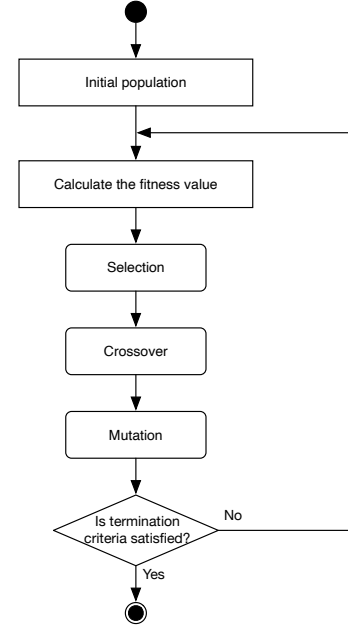 Initial population
Calculate the fitness value
Selection
Crossover
Mutation
Is termination
criteria satisfied?
No
Yes